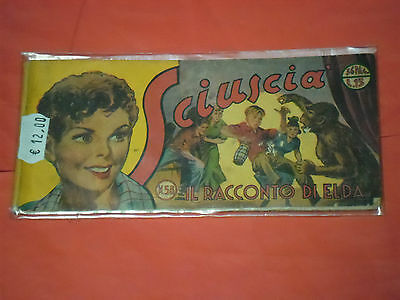 Sciuscià
€ 12,00
N.58
IL RACCONTO DI ELDA